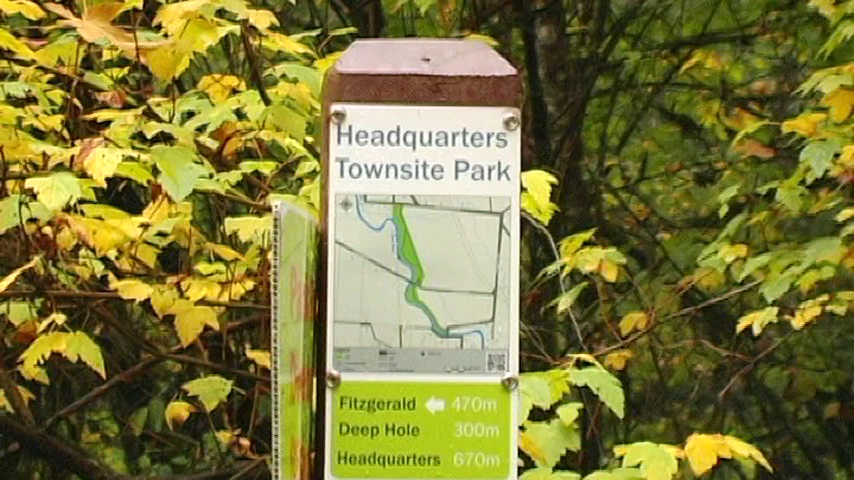 Headquarters
Townsite Park
Fitzgerald 470m
Deep Hole 300m
Headquarters 670m